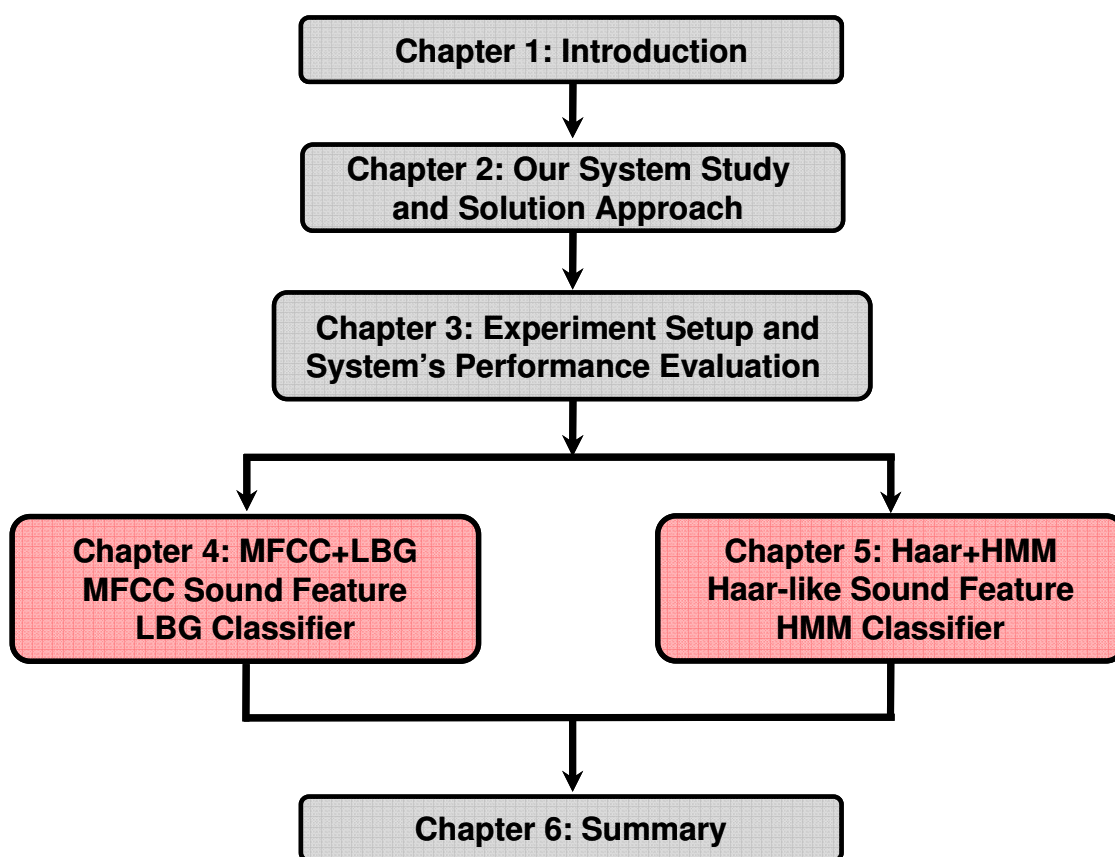 Chapter 1: Introduction
Chapter 2: Our System Study
and Solution Approach
Chapter 3: Experiment Setup and
System’s Performance Evaluation
Chapter 4: MFCC+LBG
MFCC Sound Feature
LBG Classifier
Chapter 5: Haar+HMM
Haar-like Sound Feature
HMM Classifier
Chapter 6: Summary